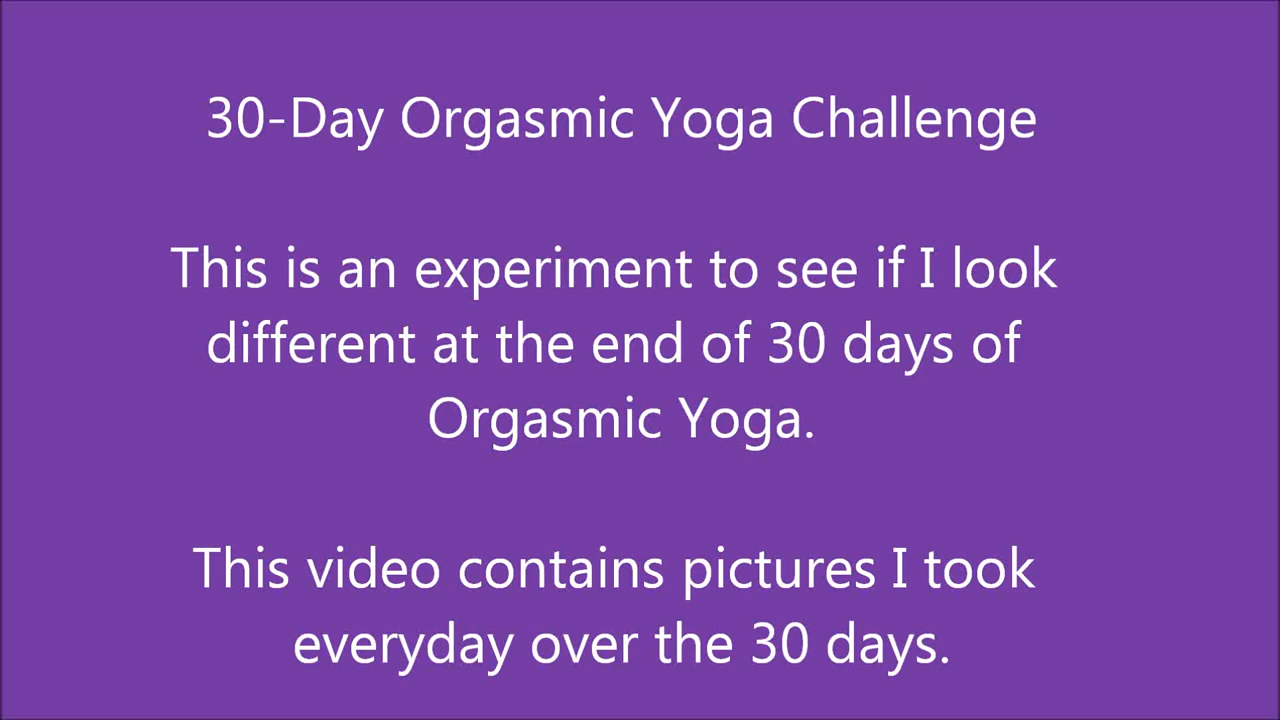 30-Day Orgasmic Yoga Challenge
This is an experiment to see if I look
different at the end of 30 days of
Orgasmic Yoga.
This video contains pictures I took
everyday over the 30 days.